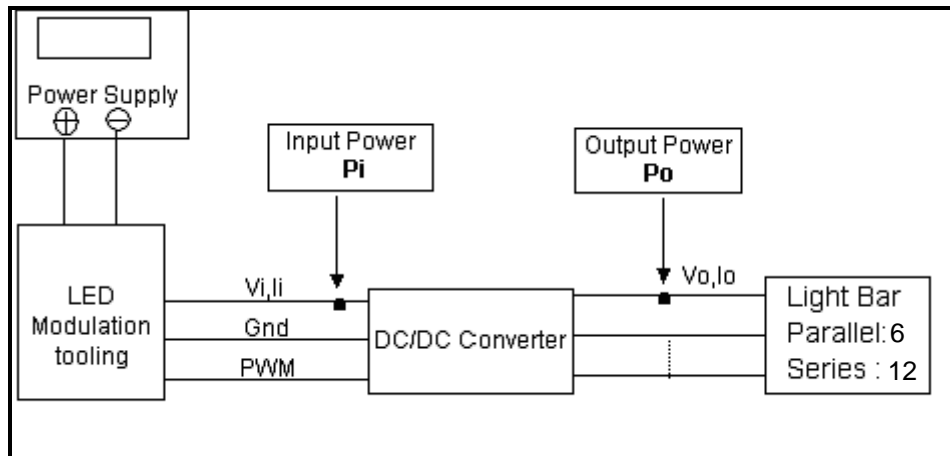 Power Supply
Input Power
Pi
Output Power
Po
LED
Modulation
tooling
Vi,Ii
Gnd
PWM
DC/DC Converter
Vo,Io
Light Bar
Parallel:6
Series : 12